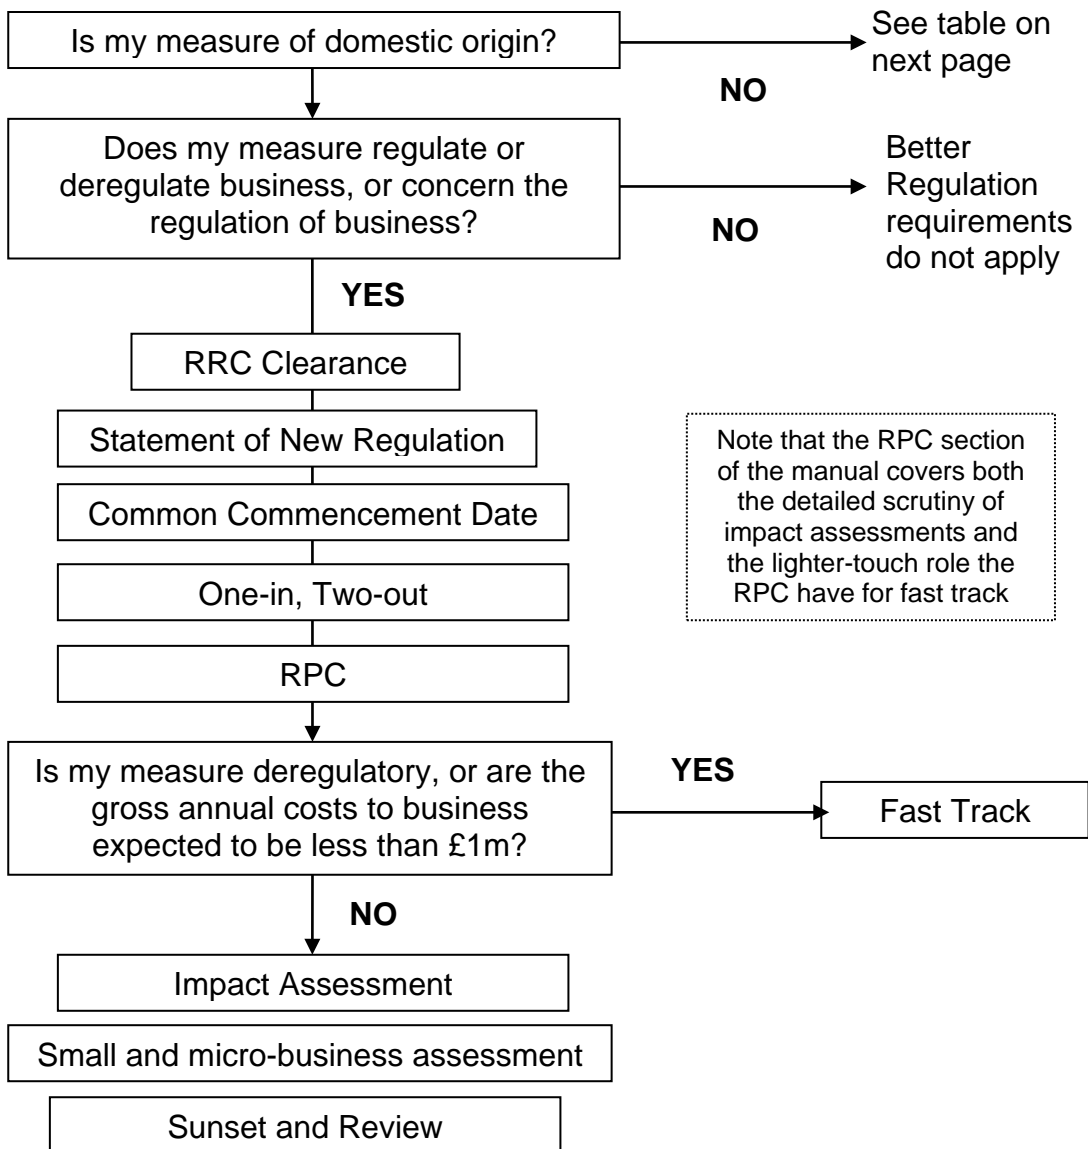 Is my measure of domestic origin?
See table on
next page
NO
Does my measure regulate or
deregulate business, or concern the
regulation of business?
Better
Regulation
requirements
do not apply
NO
YES
RRC Clearance
Statement of New Regulation
Common Commencement Date
One-in, Two-out
RPC
Note that the RPC section
of the manual covers both
the detailed scrutiny of
impact assessments and
the lighter-touch role the
RPC have for fast track
Is my measure deregulatory, or are the
gross annual costs to business
expected to be less than £1m?
YES
Fast Track
NO
Impact Assessment
Small and micro-business assessment
Sunset and Review